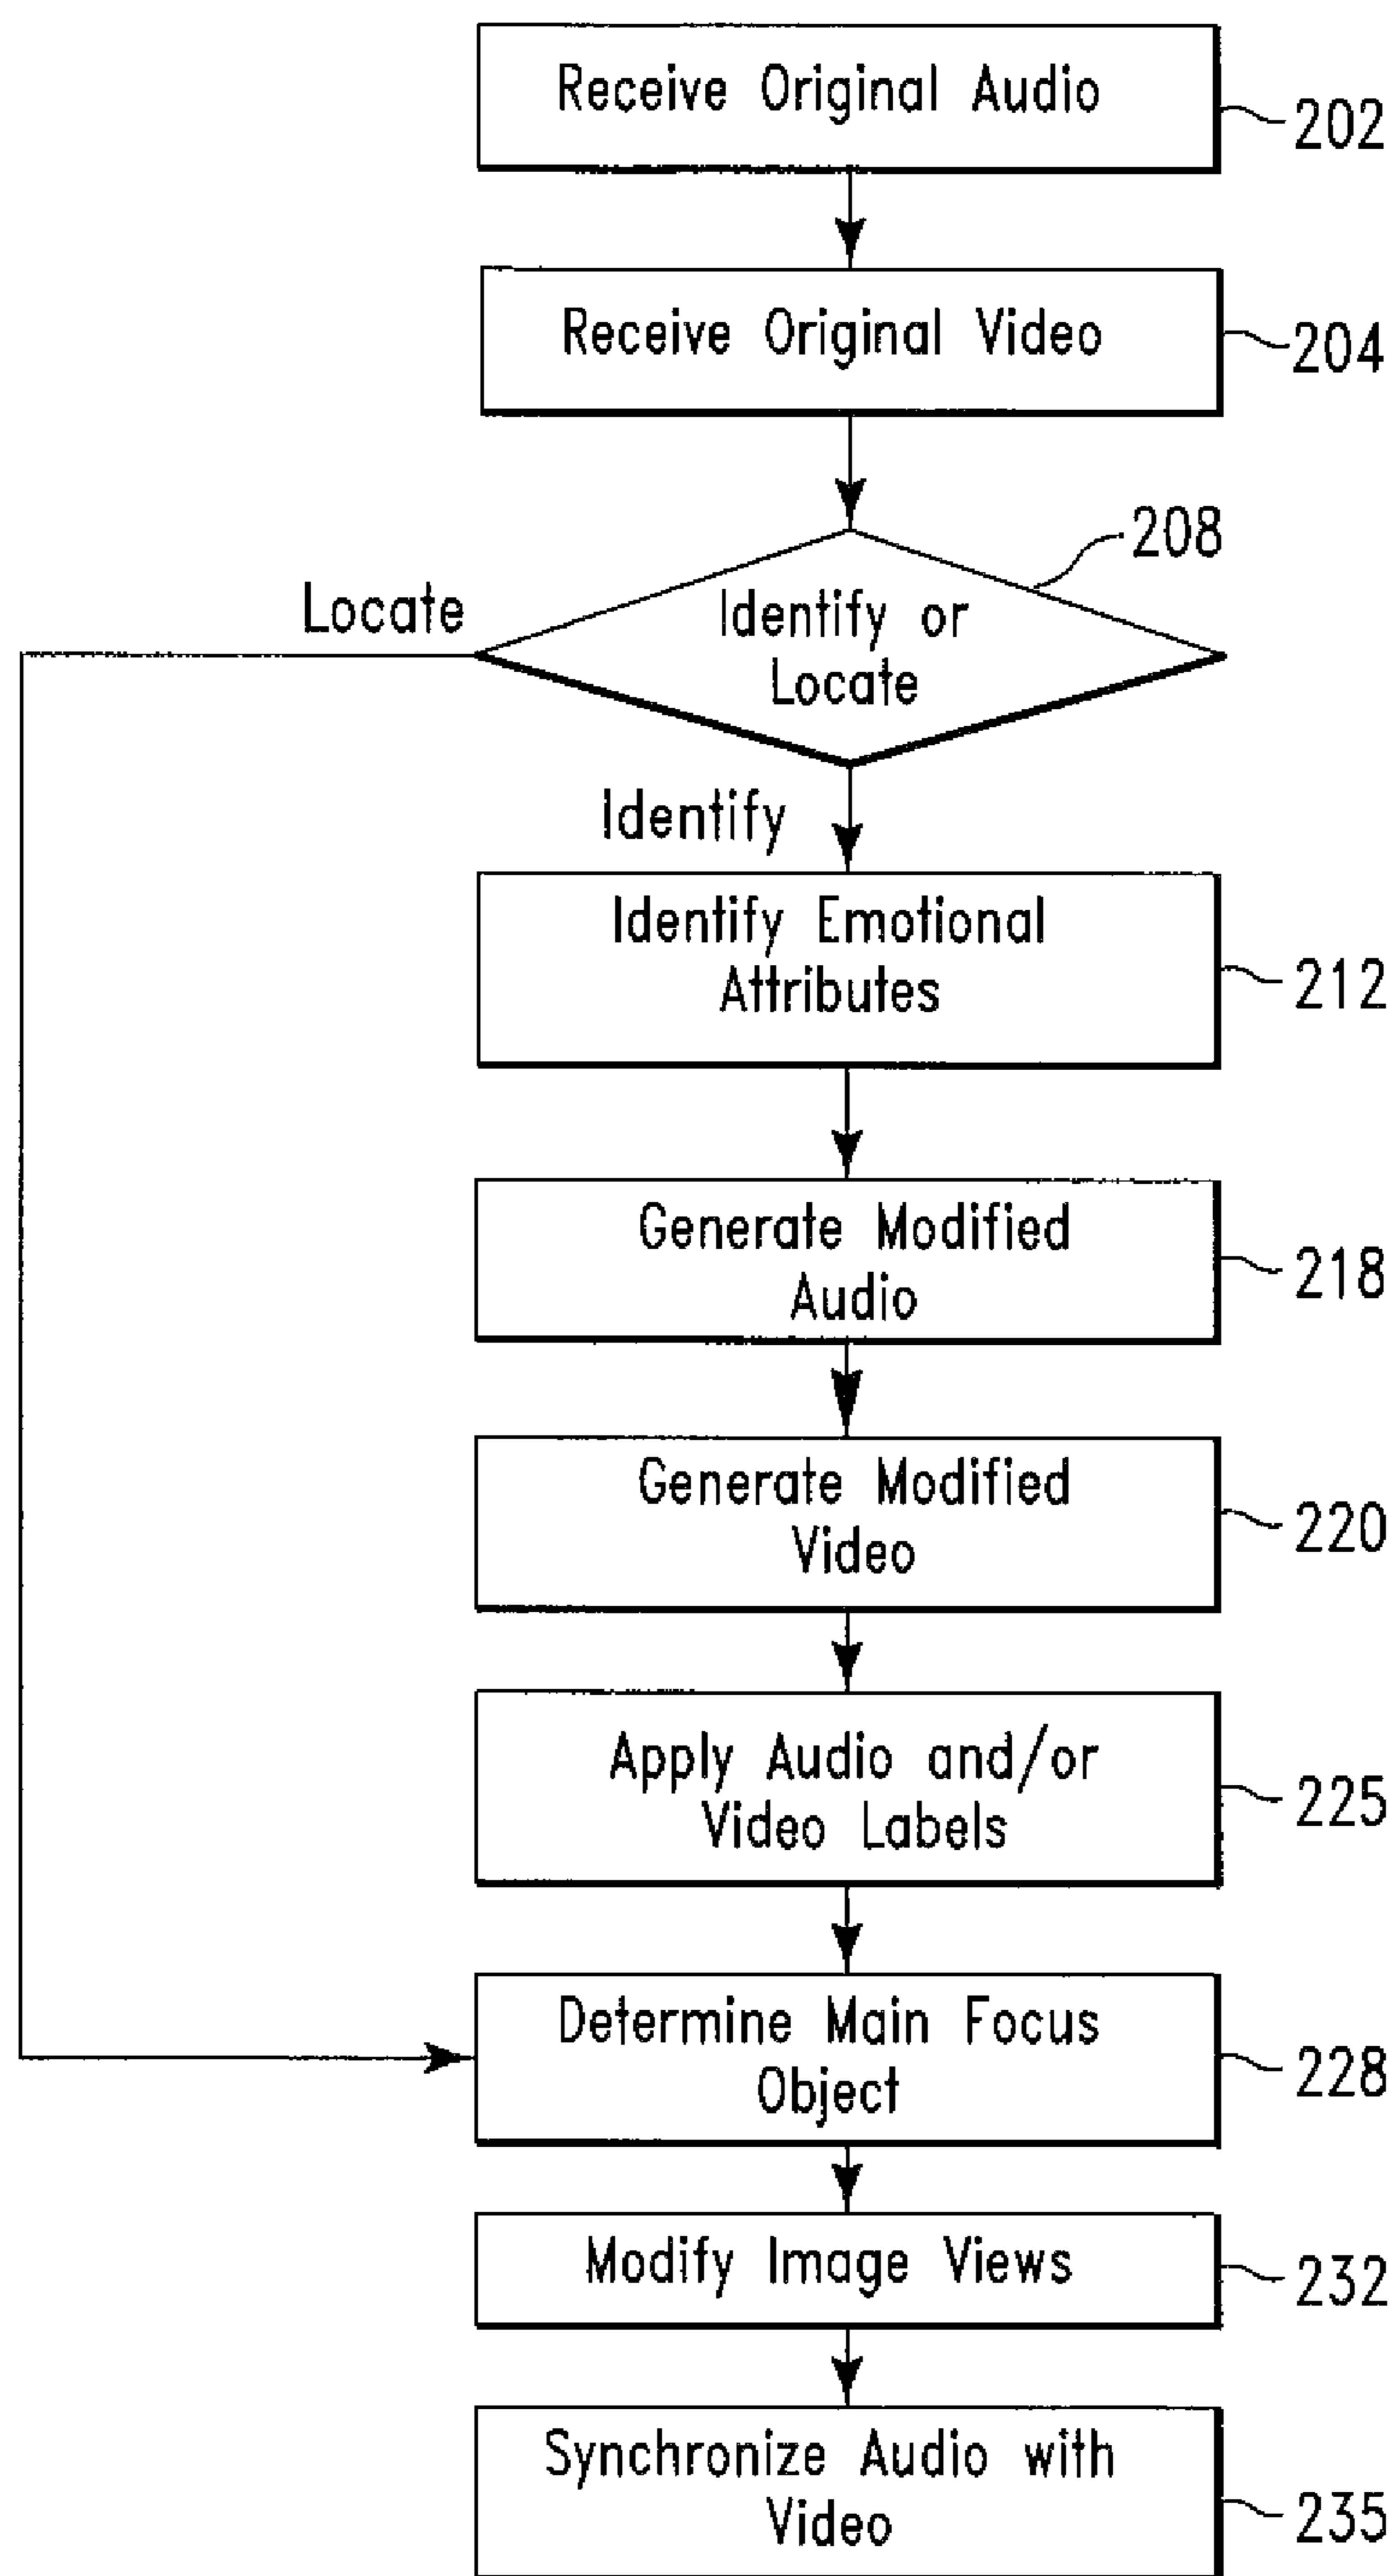 Receive Original Audio
202
Receive Original Video
204
208
Locate
Identify or
Locate
Identify
Identify Emotional
Attributes
212
Generate Modified
Audio
218
Generate Modified
Video
220
Apply Audio and/or
Video Labels
225
Determine Main Focus
Object
228
Modify Image Views
232
Synchronize Audio with
Video
235